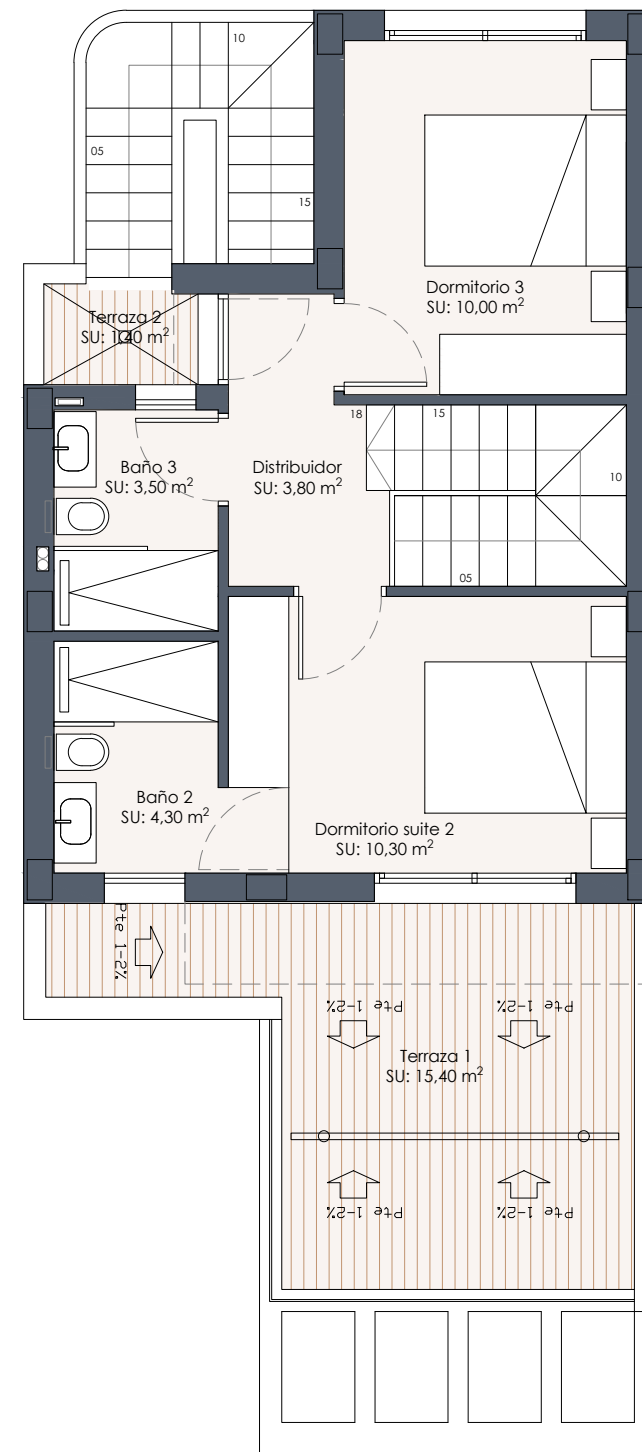 10
05
15
Dormitorio 3
SU: 10,00 m²
Terraza 2
SU: 1,40 m²
18
15
Baño 3
SU: 3,50 m²
Distribuidor
SU: 3,80 m²
10
05
Baño 2
SU: 4,30 m²
Dormitorio suite 2
SU: 10,30 m²
Pte 1-2%
Pte 1-2%
Pte 1-2%
Terraza 1
SU: 15,40 m²
Pte 1-2%
Pte 1-2%